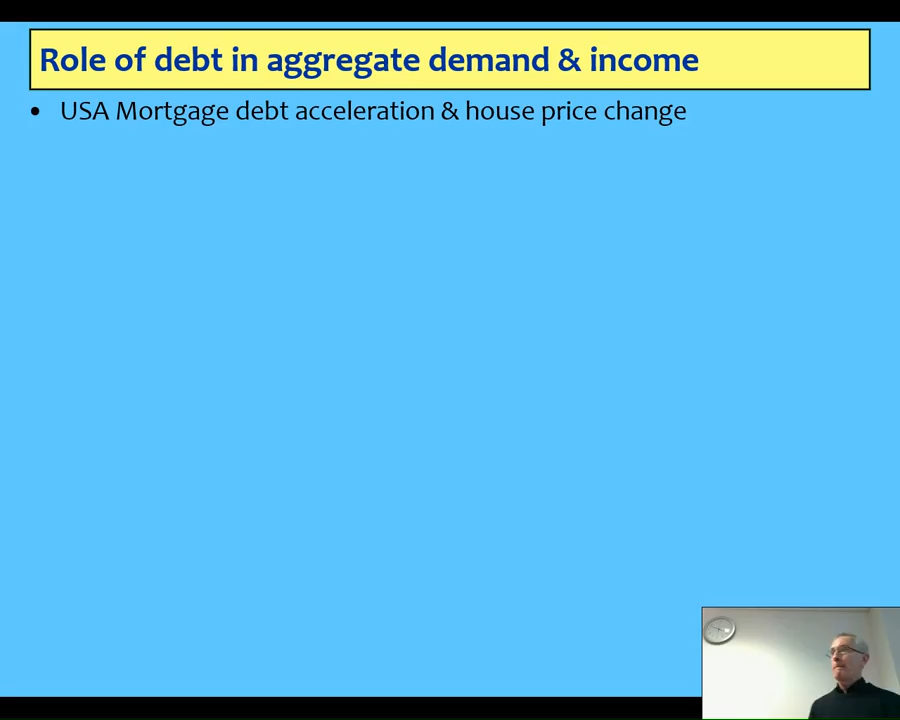 Role of debt in aggregate demand & income
• USA Mortgage debt acceleration & house price change